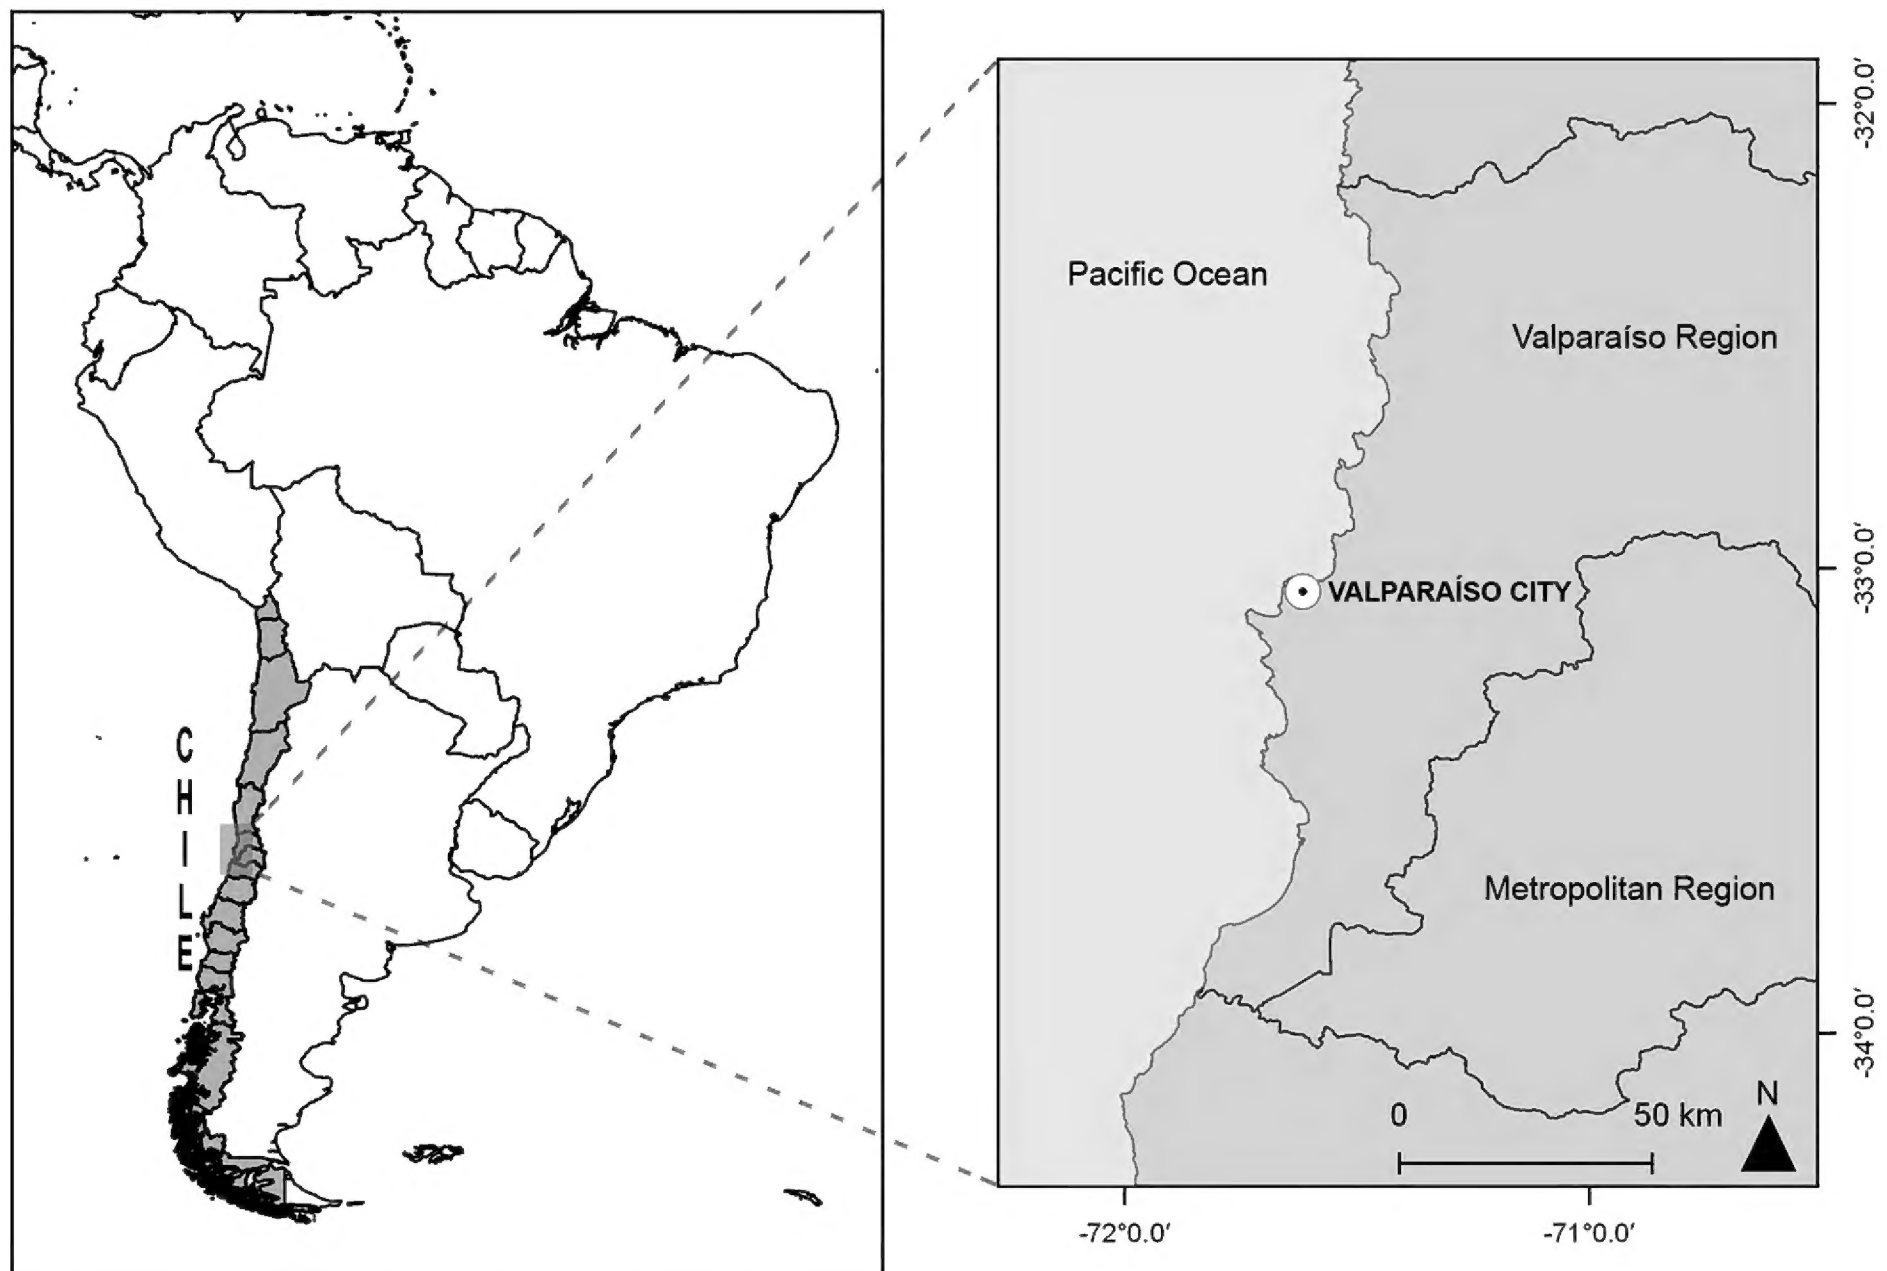 CHILE
Pacific Ocean
Valparaíso Region
VALPARAÍSO CITY
Metropolitan Region
0 50 km
N
-32°0.0′
-33°0.0′
-34°0.0′
-72°0.0′ -71°0.0′